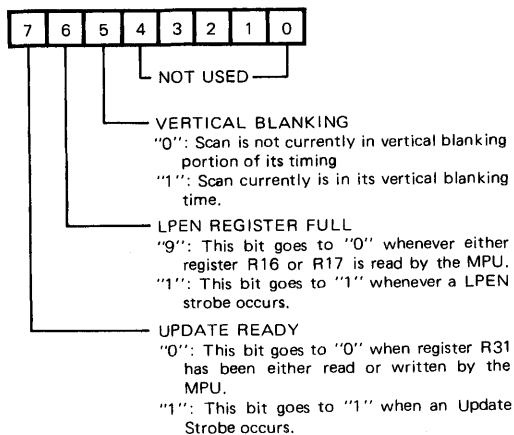 7 6 5 4 3 2 1 0
NOT USED
VERTICAL BLANKING
"0": Scan is not currently in vertical blanking
portion of its timing
"1": Scan currently is in its vertical blanking
time.
LPEN REGISTER FULL
"9": This bit goes to "0" whenever either
register R16 or R17 is read by the MPU.
"1": This bit goes to "1" whenever a LPEN
strobe occurs.
UPDATE READY
"0": This bit goes to "0" when register R31
has been either read or written by the
MPU.
"1": This bit goes to "1" when an Update
Strobe occurs.